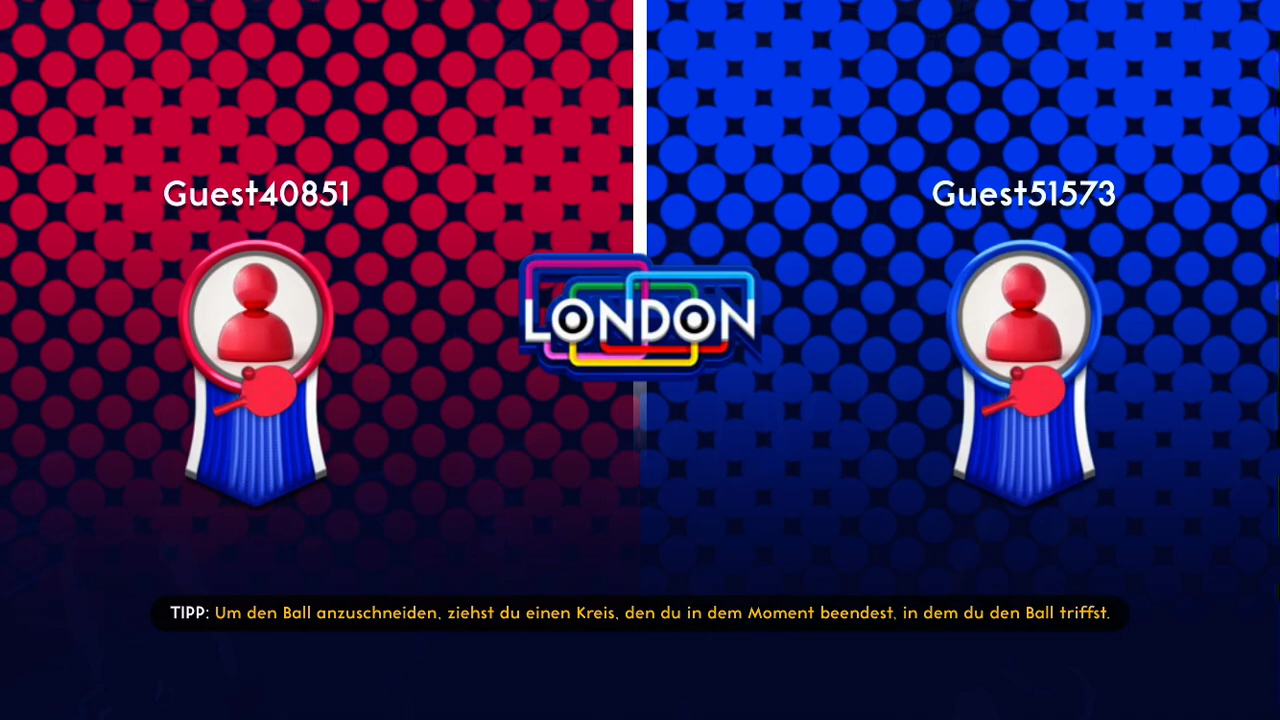 Guest40851
Guest51573
LONDON
TIPP: Um den Ball anzuschneiden, ziehst du einen Kreis, den du in dem Moment beendest, in dem du den Ball triffst.